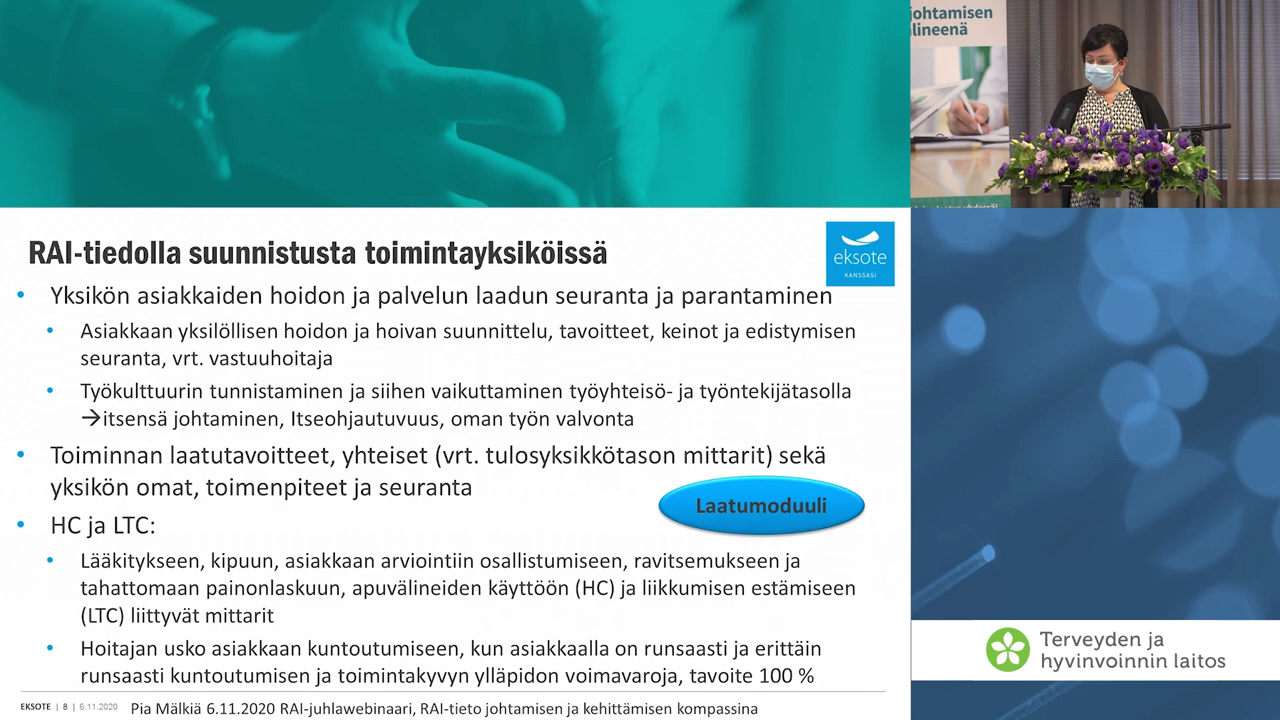 johtamisen
lineenä
RAI-tiedolla suunnistusta toimintayksiköissä
eksote
KANSSASI
• Yksikön asiakkaiden hoidon ja palvelun laadun seuranta ja parantaminen
• Asiakkaan yksilöllisen hoidon ja hoivan suunnittelu, tavoitteet, keinot ja edistymisen
seuranta, vrt. vastuuhoitaja
• Työkulttuurin tunnistaminen ja siihen vaikuttaminen työyhteisö- ja työntekijätasolla
→itsensä johtaminen, Itseohjautuvuus, oman työn valvonta
• Toiminnan laatutavoitteet, yhteiset (vrt. tulosyksikkötason mittarit) sekä
yksikön omat, toimenpiteet ja seuranta
Laatumoduuli
• HC ja LTC:
• Lääkitykseen, kipuun, asiakkaan arviointiin osallistumiseen, ravitsemukseen ja
tahattomaan painonlaskuun, apuvälineiden käyttöön (HC) ja liikkumisen estämiseen
(LTC) liittyvät mittarit
• Hoitajan usko asiakkaan kuntoutumiseen, kun asiakkaalla on runsaasti ja erittäin
runsaasti kuntoutumisen ja toimintakyvyn ylläpidon voimavaroja, tavoite 100 %
EKSOTE | 8 | 6.11.2020 Pia Mälkiä 6.11.2020 RAI-juhlawebinaari, RAI-tieto johtamisen ja kehittämisen kompassina
Terveyden ja
hyvinvoinnin laitos